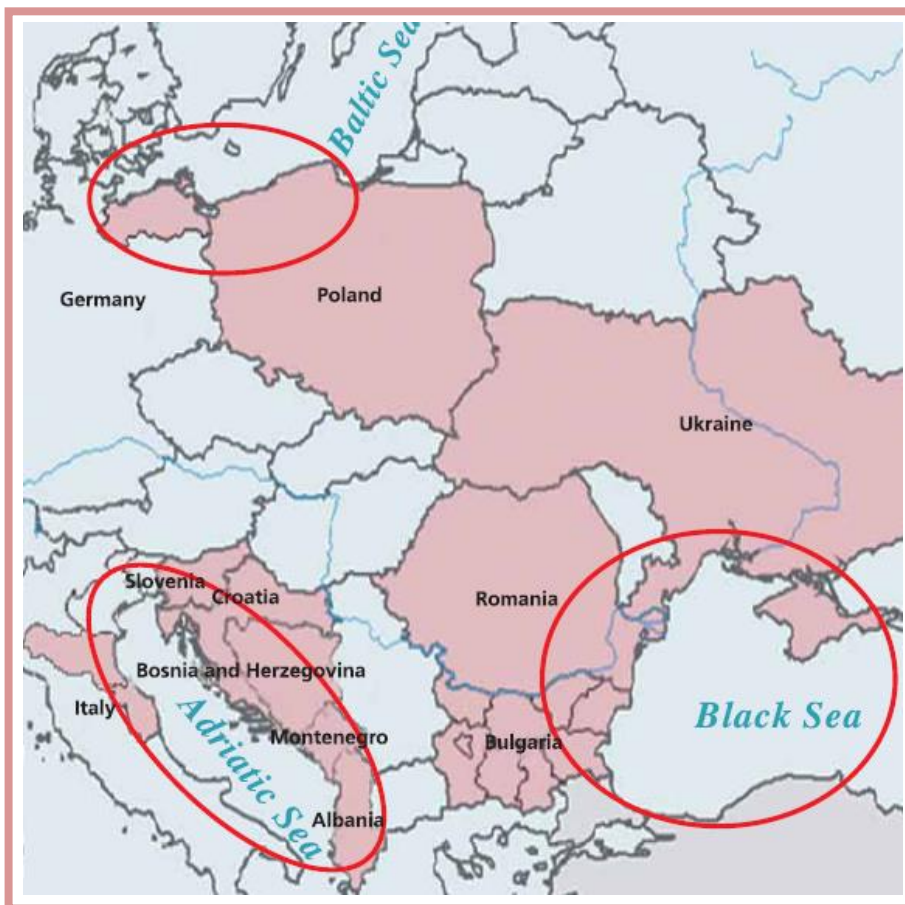 Baltic Sea
Germany
Poland
Ukraine
Slovenia
Croatia
Romania
Bosnia and Herzegovina
Italy
Adriatic Sea
Black Sea
Montenegro
Bulgaria
Albania